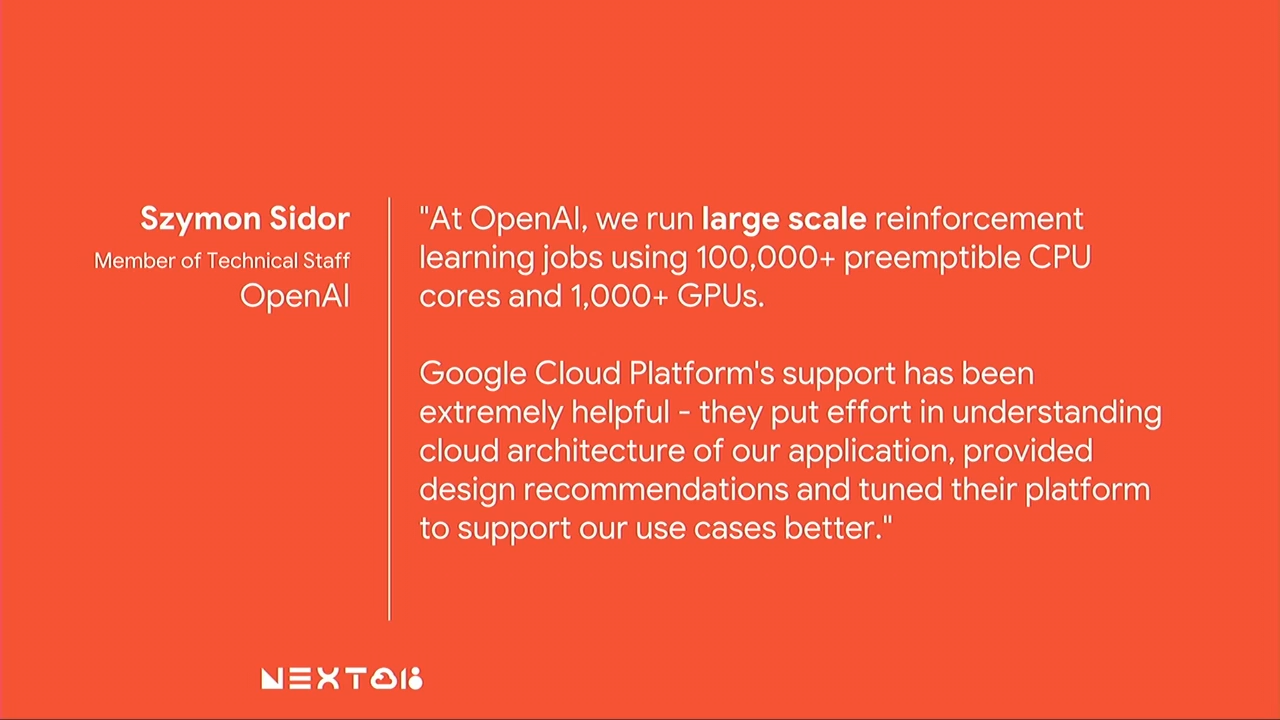 Szymon Sidor
Member of Technical Staff
OpenAI
"At OpenAI, we run large scale reinforcement
learning jobs using 100,000+ preemptible CPU
cores and 1,000+ GPUs.
Google Cloud Platform's support has been
extremely helpful - they put effort in understanding
cloud architecture of our application, provided
design recommendations and tuned their platform
to support our use cases better."
NEXT 18